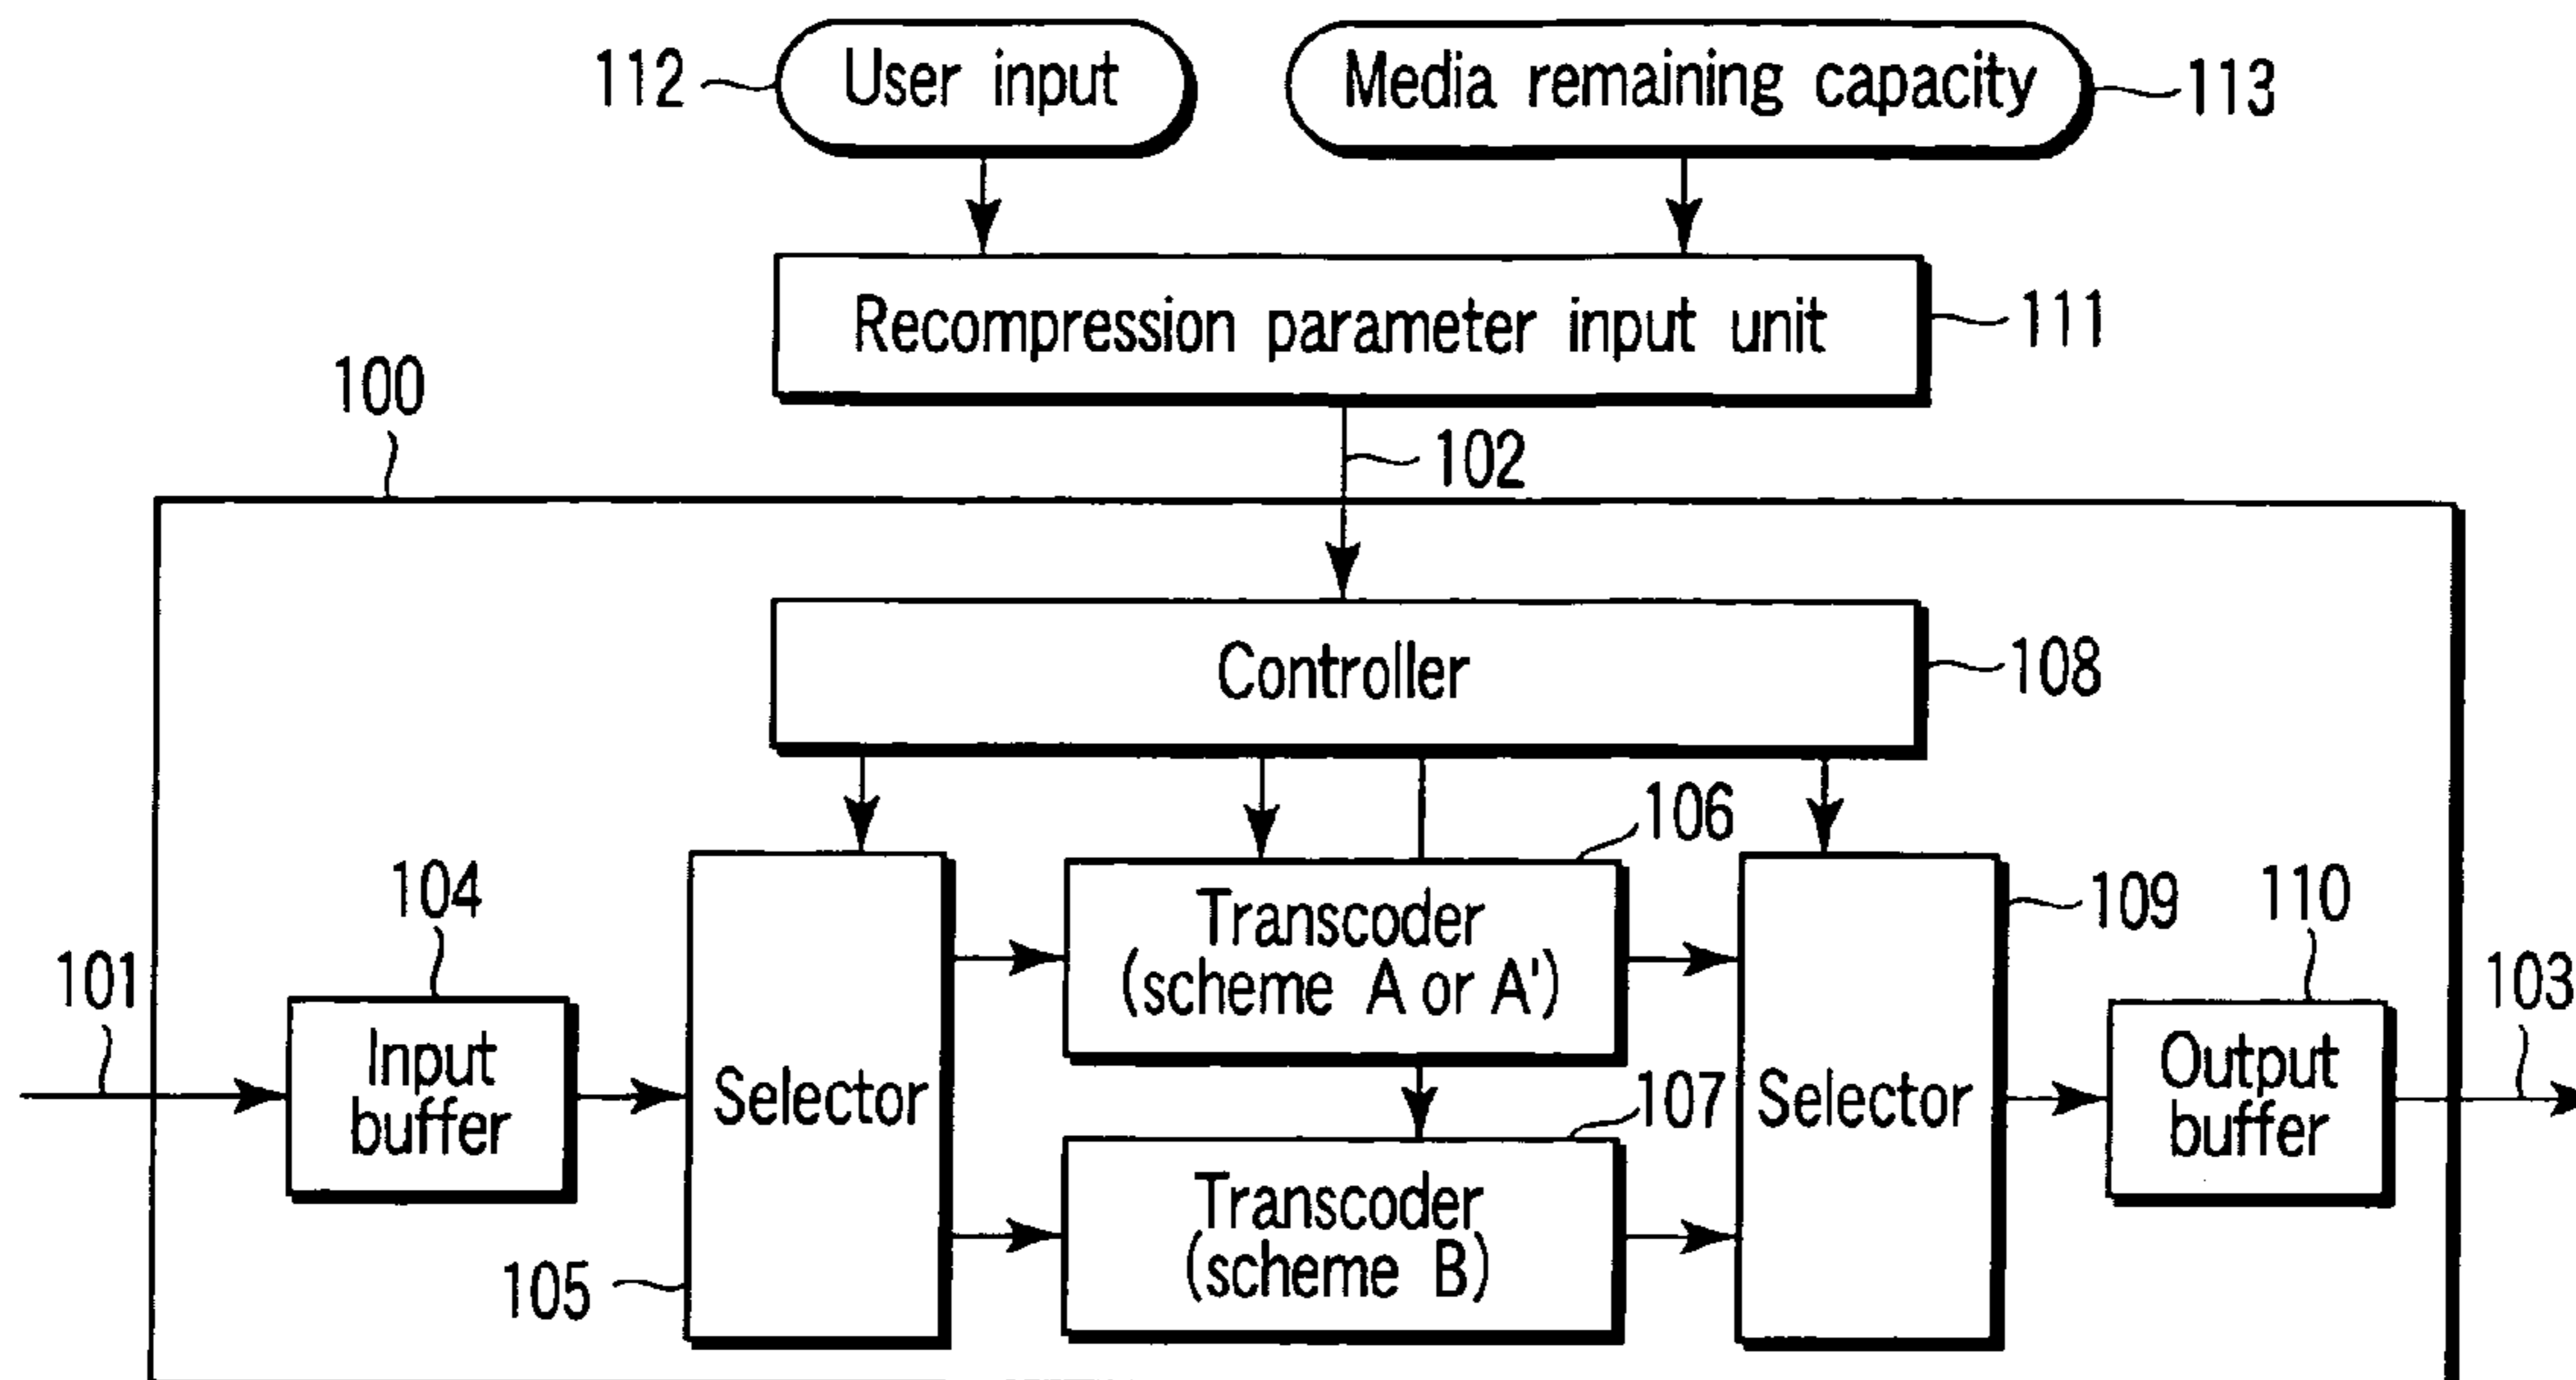 112 User input Media remaining capacity 113
Recompression parameter input unit 111
100
102
Controller 108
106
104 109 110
Transcoder
(scheme A or A')
101 103
Input
buffer
Selector
107
Selector
Output
buffer
Transcoder
(scheme B)
105